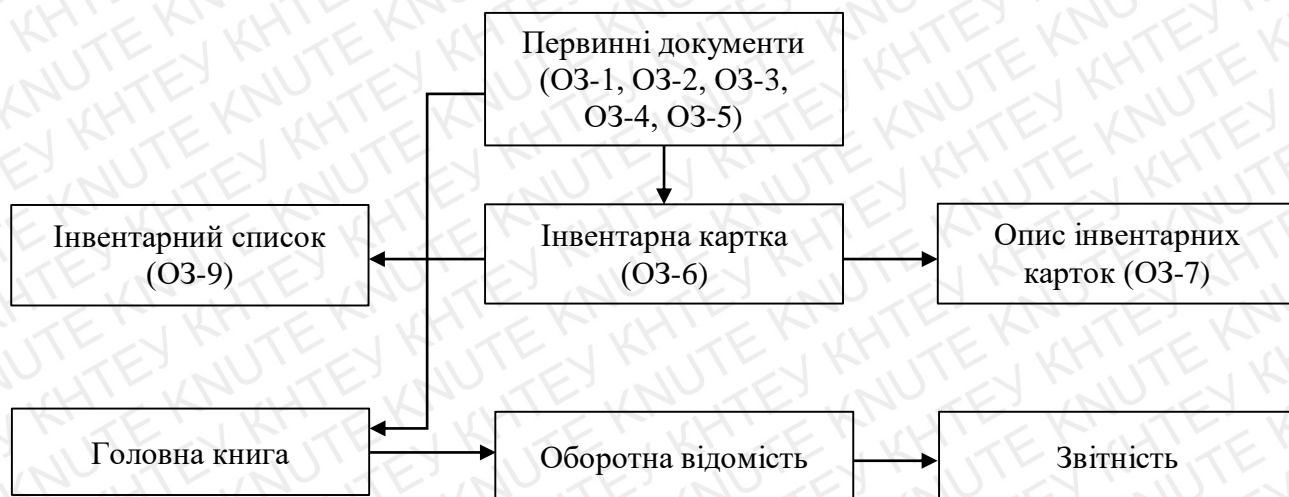 Первинні документи
(ОЗ-1, ОЗ-2, ОЗ-3,
ОЗ-4, ОЗ-5)
Інвентарний список
(ОЗ-9)
Інвентарна картка
(ОЗ-6)
Опис інвентарних
карток (ОЗ-7)
Головна книга
Оборотна відомість
Звітність